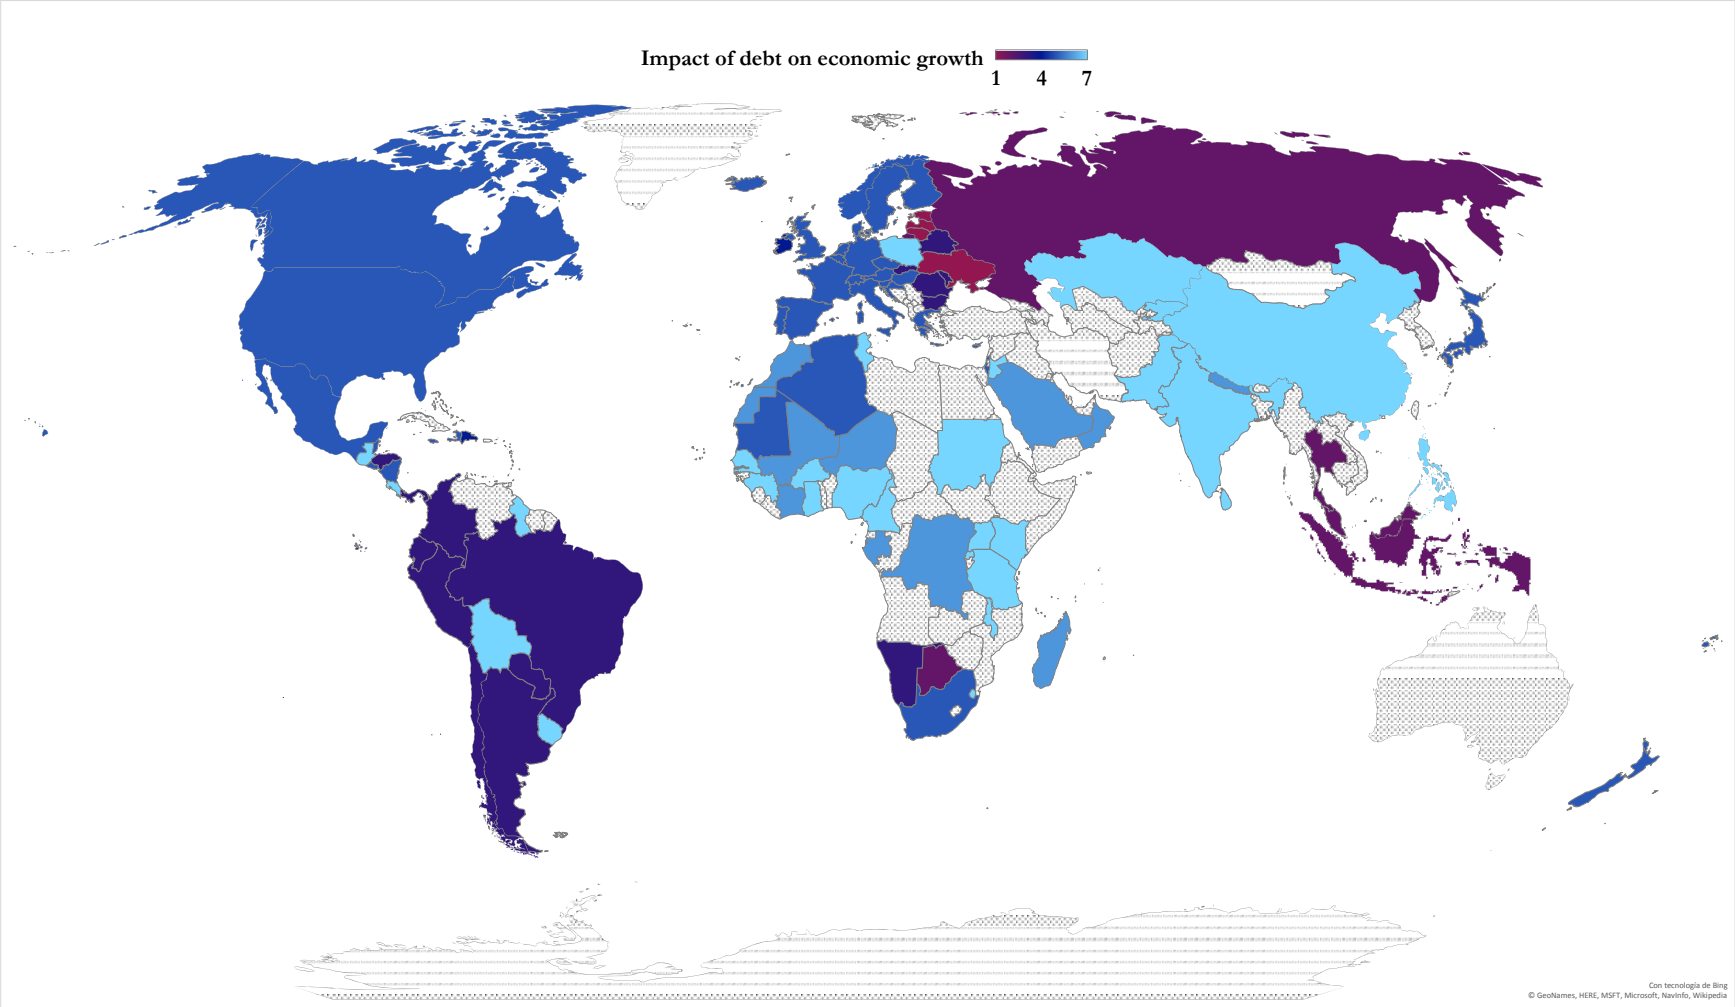 Impact of debt on economic growth
1 4 7
Con tecnología de Bing
© GeoNames, HERE, MSFT, Microsoft, NavInfo, Wikipedia